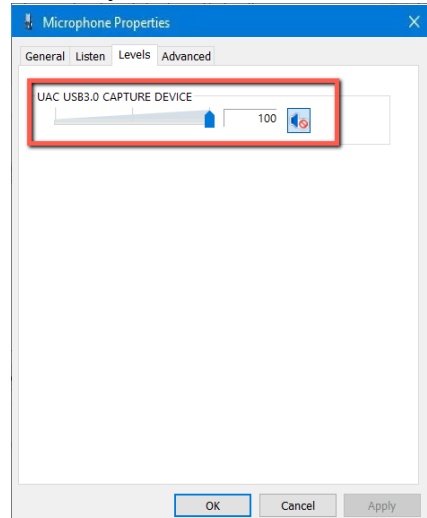 Microphone Properties
General Listen Levels Advanced
UAC USB3.0 CAPTURE DEVICE
100
OK Cancel Apply